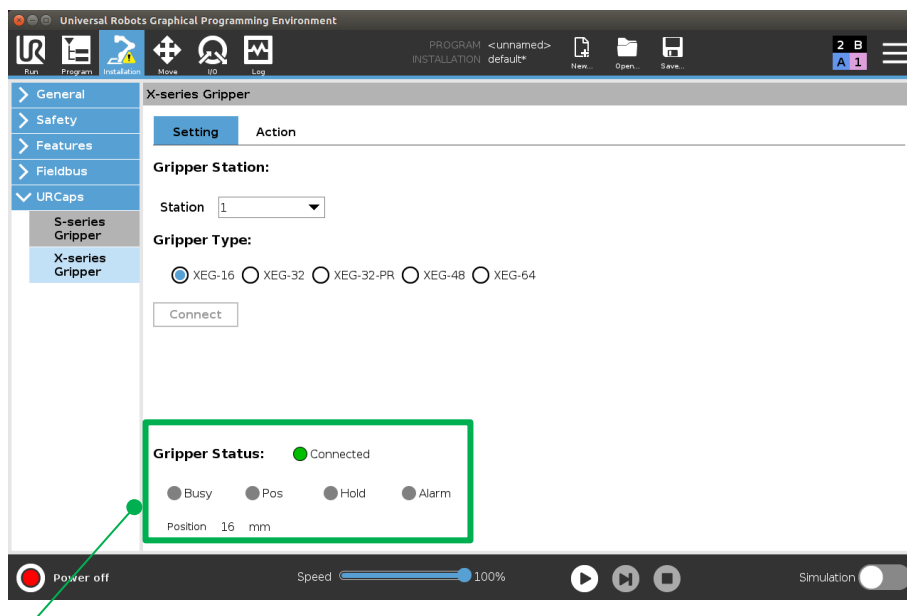 Universal Robots Graphical Programming Environment
UR
PROGRAM <unnamed>
INSTALLATION default*
Run Program Installation Move I/O Log New... Open... Save...
2 B
A 1
General
Safety
Features
Fieldbus
URCaps
S-series
Gripper
X-series
Gripper
X-series Gripper
Setting Action
Gripper Station:
Station 1
Gripper Type:
XEG-16 XEG-32 XEG-32-PR XEG-48 XEG-64
Connect
Gripper Status: Connected
Busy Pos Hold Alarm
Position 16 mm
Power off Speed 100% Simulation